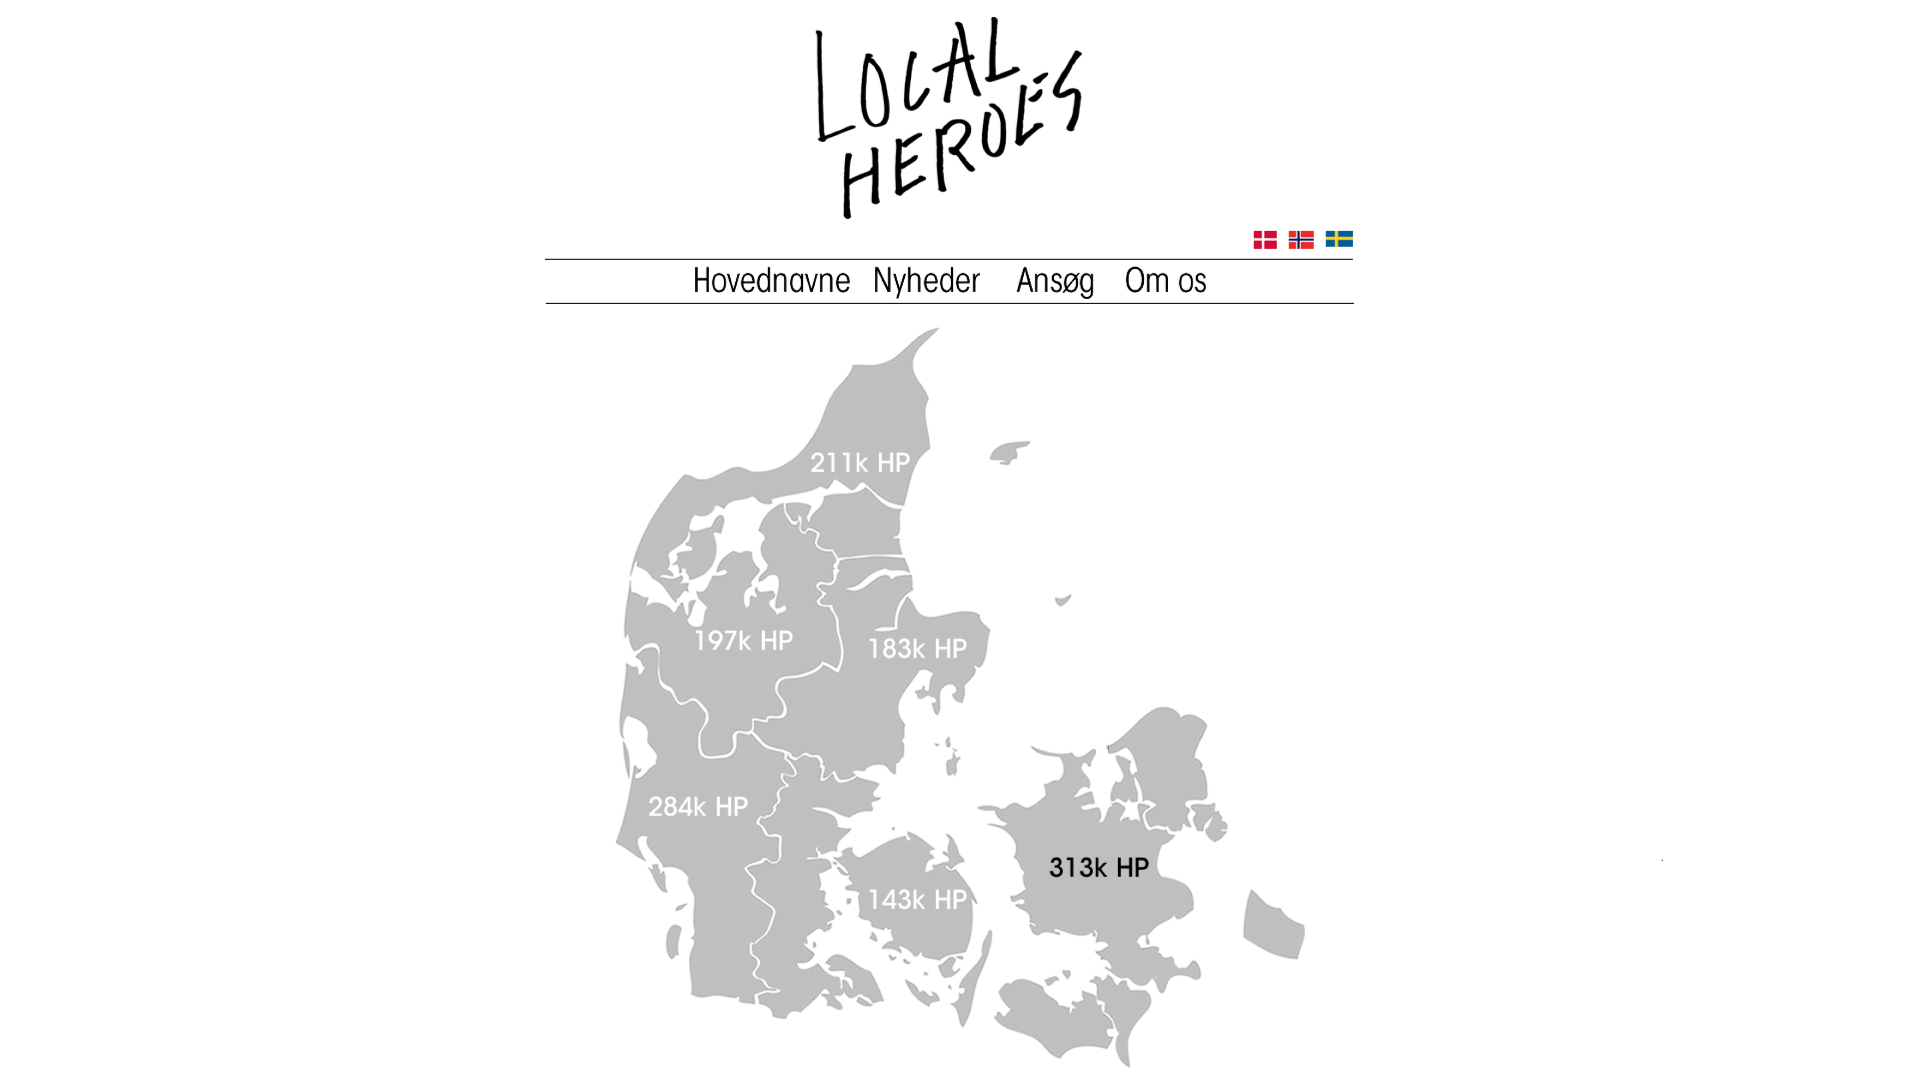 LOCAL
HEROES
Hovednavne Nyheder Ansøg Om os
211k HP
197k HP
183k HP
284k HP
313k HP
143k HP